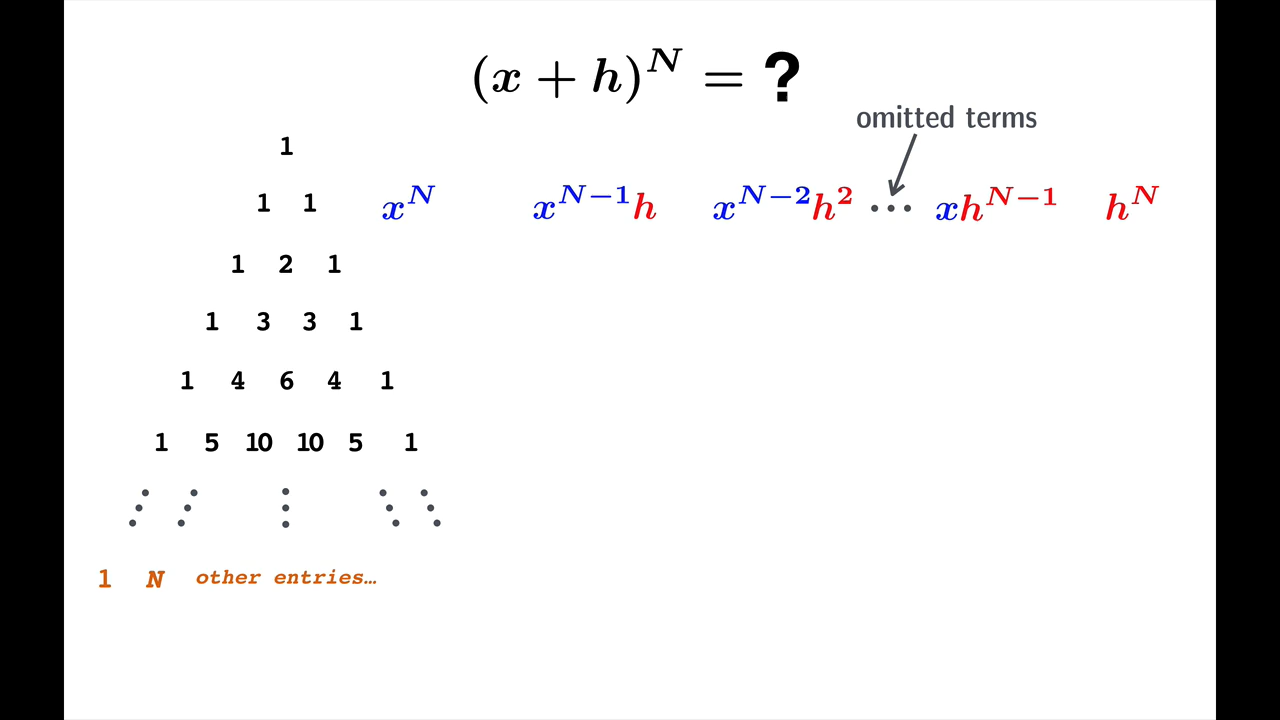 (x + h)^N = ?
omitted terms
1
1 1
x^N x^{N-1}h x^{N-2}h^2 ••• xh^{N-1} h^N
1 2 1
1 3 3 1
1 4 6 4 1
1 5 10 10 5 1
1 N other entries…